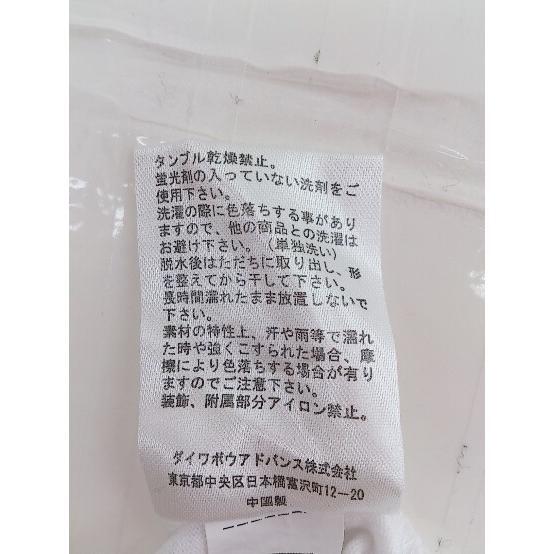 タンブル乾燥禁止。
蛍光剤の入っていない洗剤をご
使用下さい。
洗濯の際に色落ちする事があり
ますので、他の商品との洗濯は
お避け下さい。（単独洗い）
脱水後はただちに取り出し、形
を整えてから干して下さい。
長時間濡れたまま放置しないで
下さい。
素材の特性上、汗や雨等で濡れ
た時や強くこすられた場合、摩
擦により色落ちする場合が有り
ますのでご注意下さい。
装飾、附属部分アイロン禁止。
ダイワボウアドバンス株式会社
東京都中央区日本橋富沢町12-20
中国製